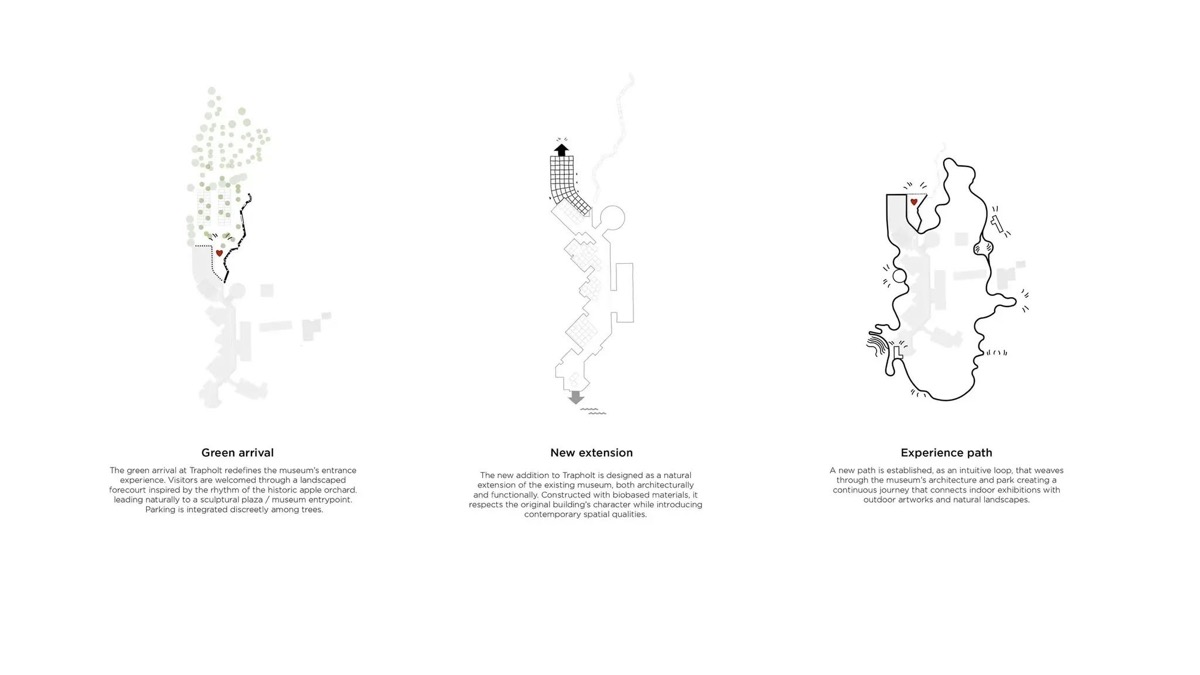 Green arrival
The green arrival at Trapholt redefines the museum's entrance
experience. Visitors are welcomed through a landscaped
forecourt inspired by the rhythm of the historic apple orchard.
leading naturally to a sculptural plaza / museum entrypoint.
Parking is integrated discreetly among trees.
New extension
The new addition to Trapholt is designed as a natural
extension of the existing museum, both architecturally
and functionally. Constructed with biobased materials, it
respects the original building's character while introducing
contemporary spatial qualities.
Experience path
A new path is established, as an intuitive loop, that weaves
through the museum's architecture and park creating a
continuous journey that connects indoor exhibitions with
outdoor artworks and natural landscapes.